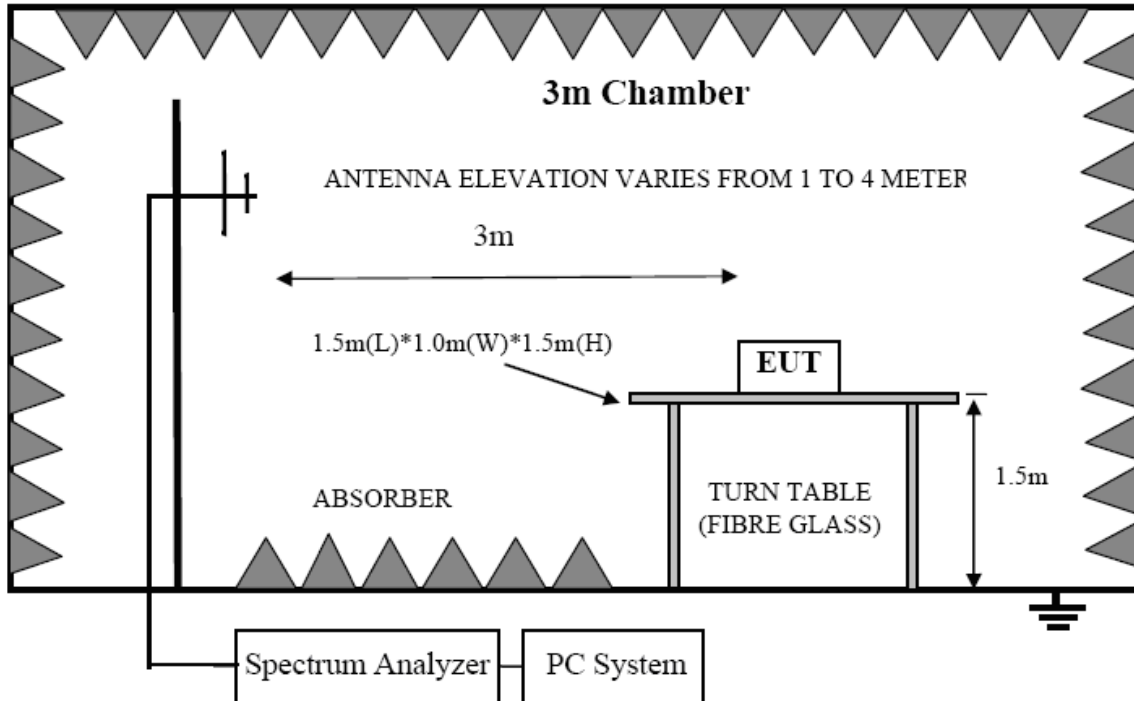 3m Chamber
ANTENNA ELEVATION VARIES FROM 1 TO 4 METER
3m
1.5m(L)*1.0m(W)*1.5m(H)
EUT
1.5m
ABSORBER
TURN TABLE
(FIBRE GLASS)
Spectrum Analyzer
PC System